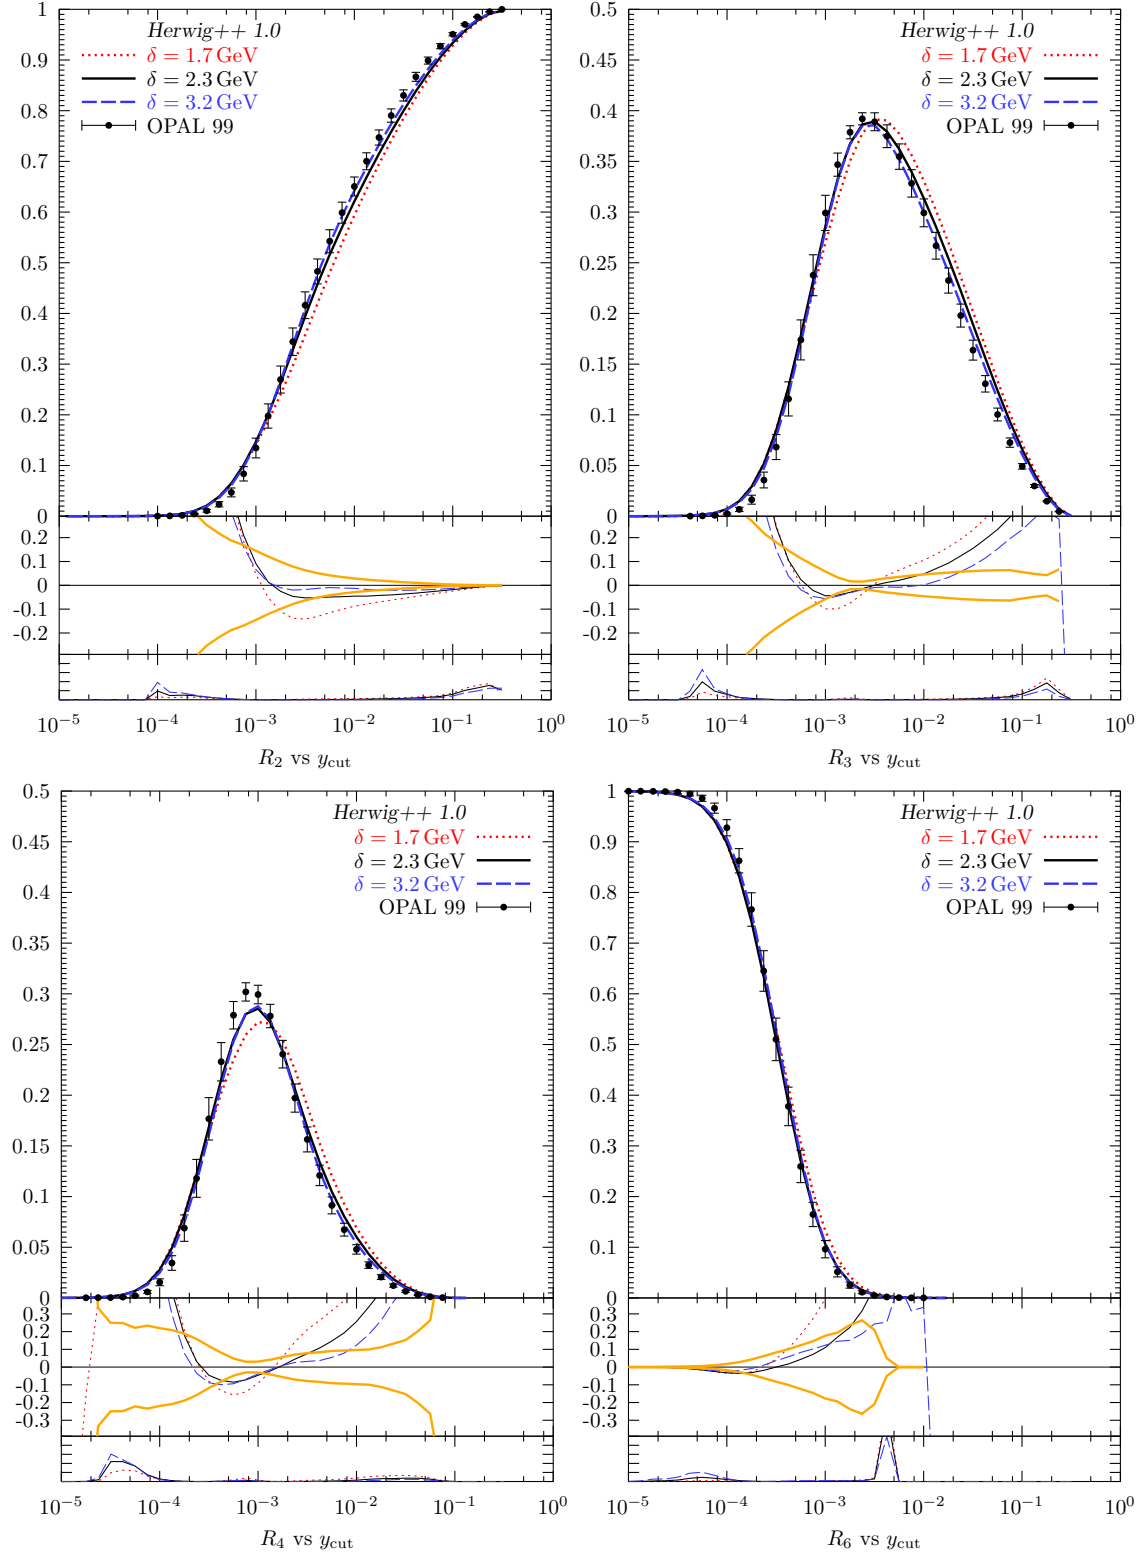 Herwig++ 1.0
δ = 1.7 GeV
δ = 2.3 GeV
δ = 3.2 GeV
OPAL 99
1
0.9
0.8
0.7
0.6
0.5
0.4
0.3
0.2
0.1
0
0.2
0.1
0
-0.1
-0.2
10⁻⁵ 10⁻⁴ 10⁻³ 10⁻² 10⁻¹ 10⁰
R₂ vs y_cut
Herwig++ 1.0
δ = 1.7 GeV
δ = 2.3 GeV
δ = 3.2 GeV
OPAL 99
0.5
0.45
0.4
0.35
0.3
0.25
0.2
0.15
0.1
0.05
0
0.2
0.1
0
-0.1
-0.2
10⁻⁵ 10⁻⁴ 10⁻³ 10⁻² 10⁻¹ 10⁰
R₃ vs y_cut
Herwig++ 1.0
δ = 1.7 GeV
δ = 2.3 GeV
δ = 3.2 GeV
OPAL 99
0.5
0.45
0.4
0.35
0.3
0.25
0.2
0.15
0.1
0.05
0
0.3
0.2
0.1
0
-0.1
-0.2
-0.3
10⁻⁵ 10⁻⁴ 10⁻³ 10⁻² 10⁻¹ 10⁰
R₄ vs y_cut
Herwig++ 1.0
δ = 1.7 GeV
δ = 2.3 GeV
δ = 3.2 GeV
OPAL 99
1
0.9
0.8
0.7
0.6
0.5
0.4
0.3
0.2
0.1
0
0.3
0.2
0.1
0
-0.1
-0.2
-0.3
10⁻⁵ 10⁻⁴ 10⁻³ 10⁻² 10⁻¹ 10⁰
R₆ vs y_cut